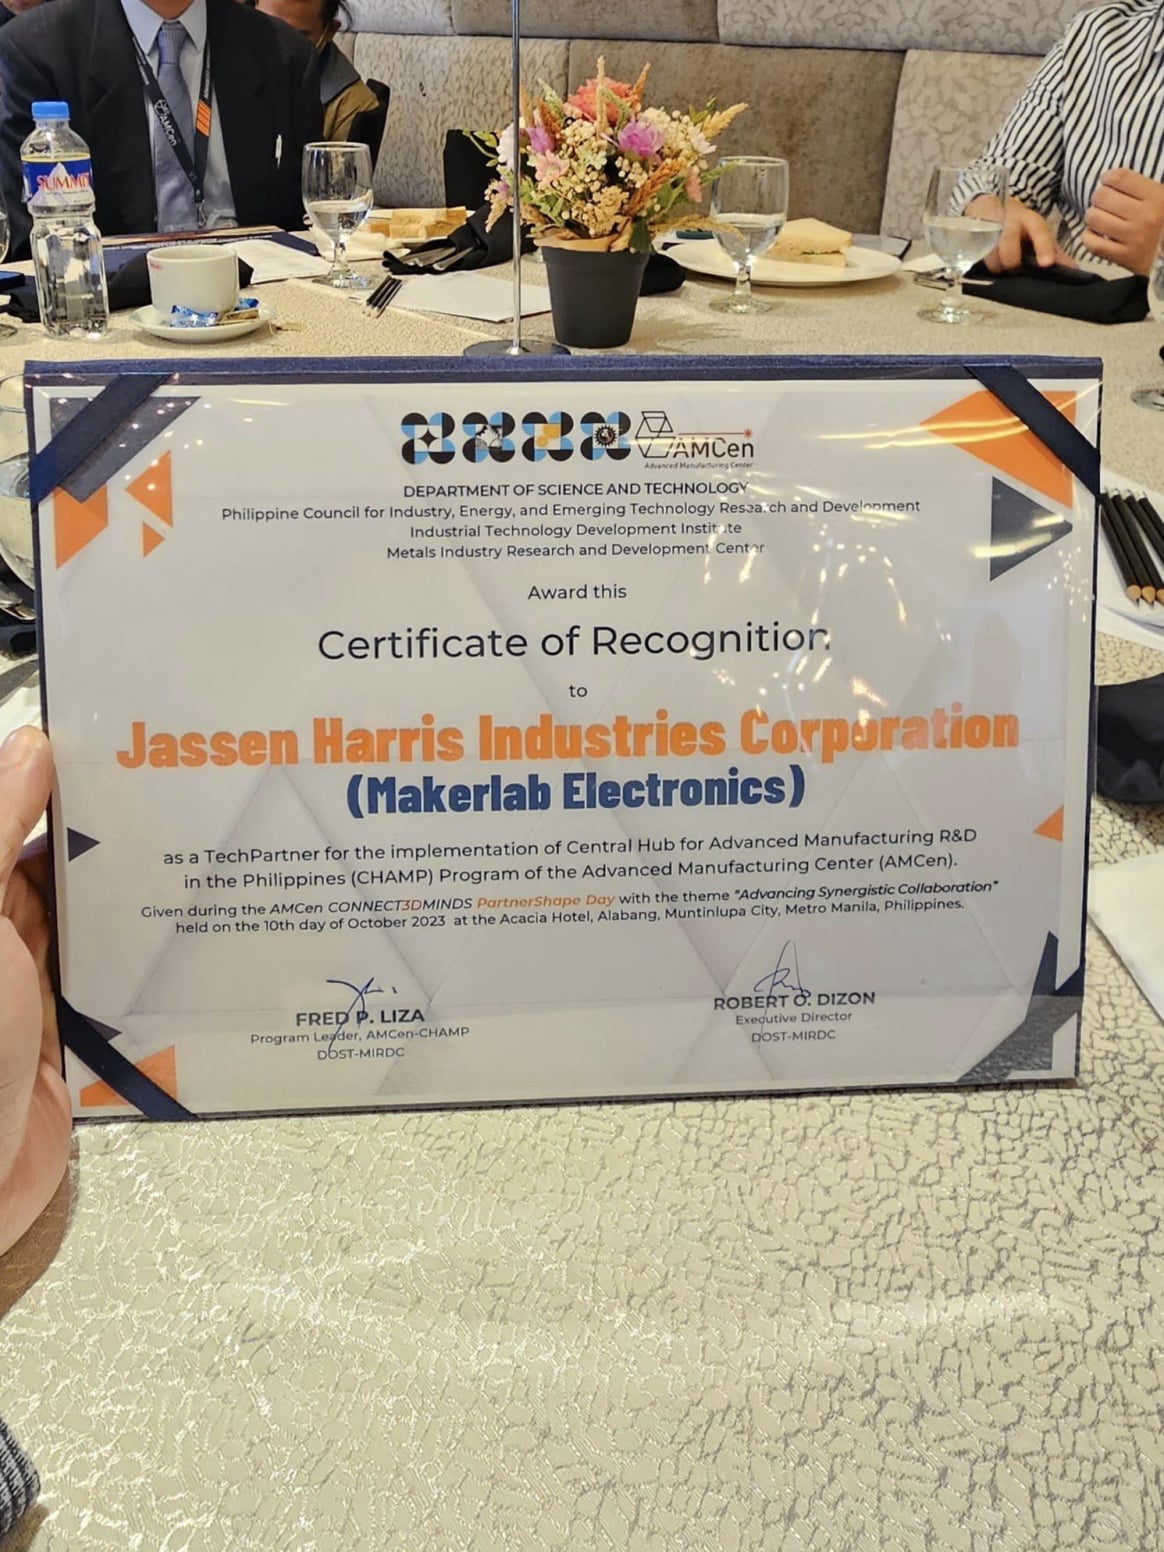 SUMMIT
AMCen
AMCen
Advanced Manufacturing Center
DEPARTMENT OF SCIENCE AND TECHNOLOGY
Philippine Council for Industry, Energy, and Emerging Technology Research and Development
Industrial Technology Development Institute
Metals Industry Research and Development Center
Award this
Certificate of Recognition
to
Jassen Harris Industries Corporation
(Makerlab Electronics)
as a TechPartner for the implementation of Central Hub for Advanced Manufacturing R&D
in the Philippines (CHAMP) Program of the Advanced Manufacturing Center (AMCen).
Given during the AMCen CONNECT3DMINDS PartnerShape Day with the theme "Advancing Synergistic Collaboration"
held on the 10th day of October 2023 at the Acacia Hotel, Alabang, Muntinlupa City, Metro Manila, Philippines.
FRED P. LIZA
Program Leader, AMCen-CHAMP
DOST-MIRDC
ROBERT O. DIZON
Executive Director
DOST-MIRDC